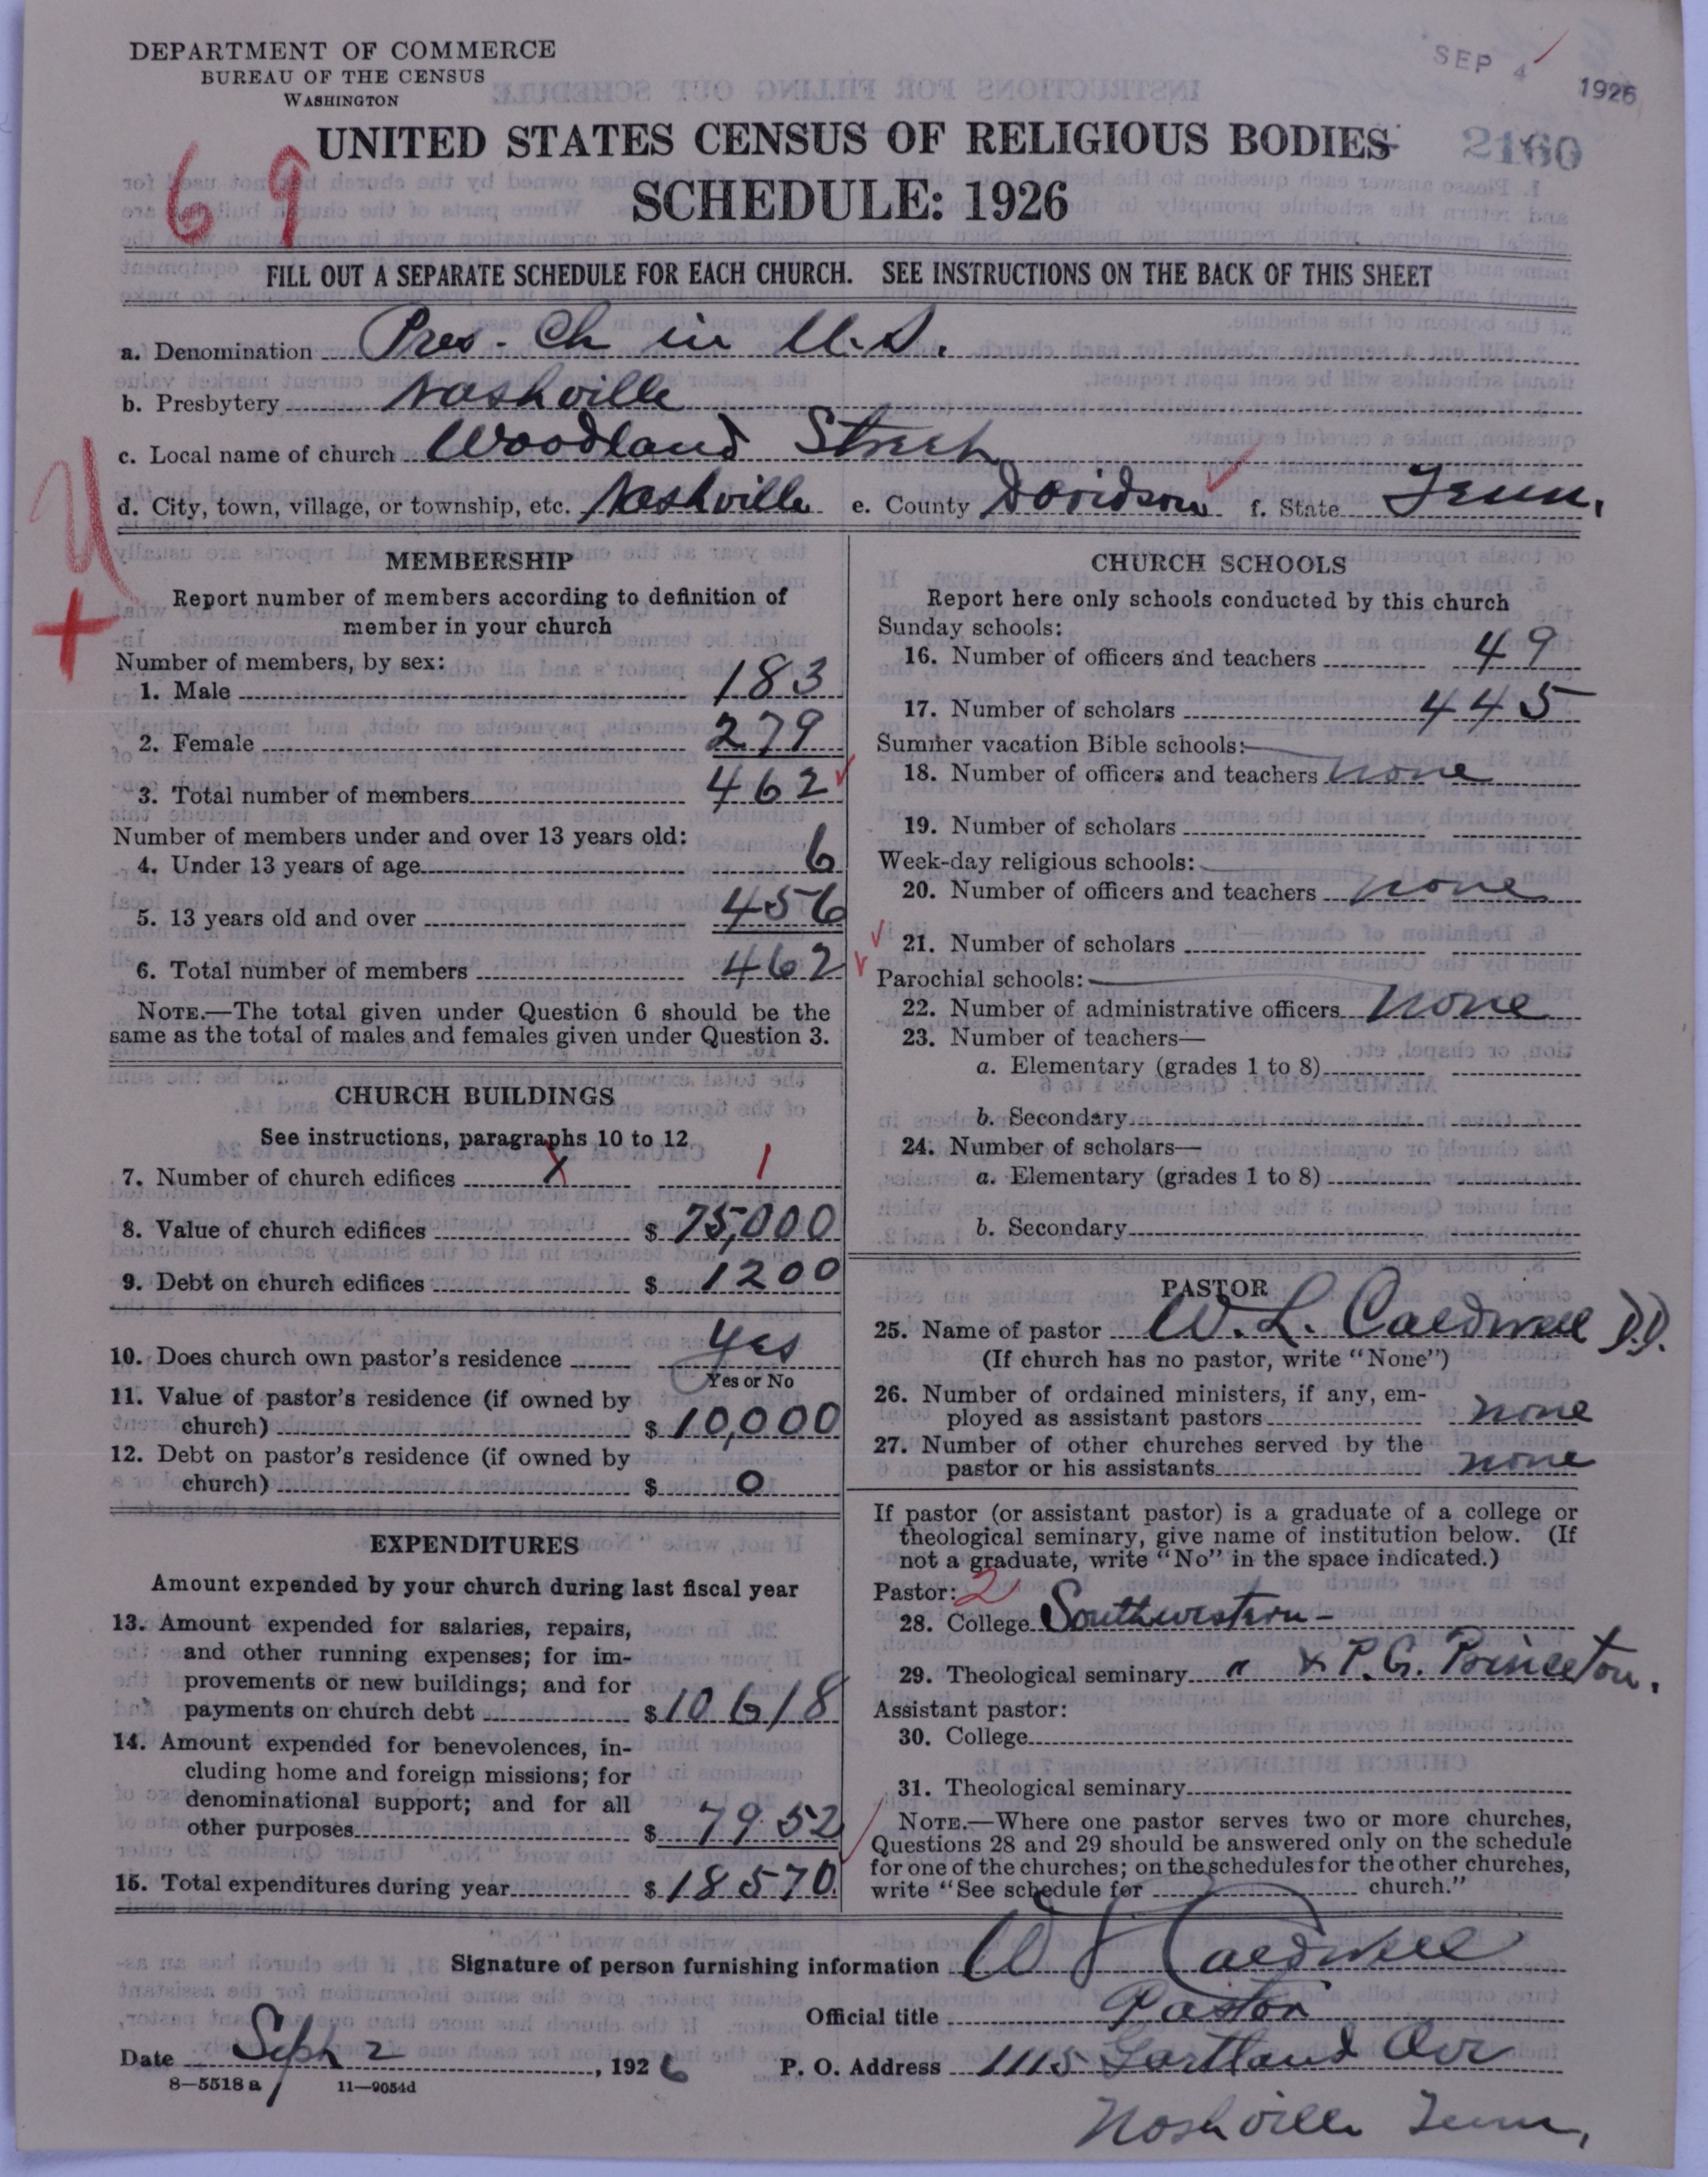 DEPARTMENT OF COMMERCE
BUREAU OF THE CENSUS
WASHINGTON
SEP 4 1926
2160
UNITED STATES CENSUS OF RELIGIOUS BODIES
SCHEDULE: 1926
69
FILL OUT A SEPARATE SCHEDULE FOR EACH CHURCH. SEE INSTRUCTIONS ON THE BACK OF THIS SHEET
a. Denomination Pres. Ch in U.S.
b. Presbytery Nashville
c. Local name of church Woodland Street
d. City, town, village, or township, etc. Nashville e. County Davidson f. State Tenn.
MEMBERSHIP
Report number of members according to definition of
member in your church
Number of members, by sex:
1. Male 183
2. Female 279
3. Total number of members 462
Number of members under and over 13 years old:
4. Under 13 years of age 6
5. 13 years old and over 456
6. Total number of members 462
NOTE.—The total given under Question 6 should be the
same as the total of males and females given under Question 3.
CHURCH BUILDINGS
See instructions, paragraphs 10 to 12
7. Number of church edifices X 1
8. Value of church edifices $ 75,000
9. Debt on church edifices $ 1200
10. Does church own pastor's residence Yes
Yes or No
11. Value of pastor's residence (if owned by
church) $ 10,000
12. Debt on pastor's residence (if owned by
church) $ 0
EXPENDITURES
Amount expended by your church during last fiscal year
13. Amount expended for salaries, repairs,
and other running expenses; for im-
provements or new buildings; and for
payments on church debt $ 10618
14. Amount expended for benevolences, in-
cluding home and foreign missions; for
denominational support; and for all
other purposes $ 7952
15. Total expenditures during year $ 18570
CHURCH SCHOOLS
Report here only schools conducted by this church
Sunday schools:
16. Number of officers and teachers 49
17. Number of scholars 445
Summer vacation Bible schools:
18. Number of officers and teachers none
19. Number of scholars
Week-day religious schools:
20. Number of officers and teachers none
21. Number of scholars
Parochial schools:
22. Number of administrative officers none
23. Number of teachers—
a. Elementary (grades 1 to 8)
b. Secondary
24. Number of scholars—
a. Elementary (grades 1 to 8)
b. Secondary
PASTOR
25. Name of pastor W. L. Caldwell D.D.
(If church has no pastor, write "None")
26. Number of ordained ministers, if any, em-
ployed as assistant pastors none
27. Number of other churches served by the
pastor or his assistants none
If pastor (or assistant pastor) is a graduate of a college or
theological seminary, give name of institution below. (If
not a graduate, write "No" in the space indicated.)
Pastor: 2
28. College Southwestern -
29. Theological seminary " & P.G. Princeton.
Assistant pastor:
30. College
31. Theological seminary
NOTE.—Where one pastor serves two or more churches,
Questions 28 and 29 should be answered only on the schedule
for one of the churches; on the schedules for the other churches,
write "See schedule for church."
Signature of person furnishing information W L Caldwell
Official title Pastor
Date Sept 2, 1926 P. O. Address 1115 Gartland Ave
8—5518 a 11—9054d
Nashville Tenn,